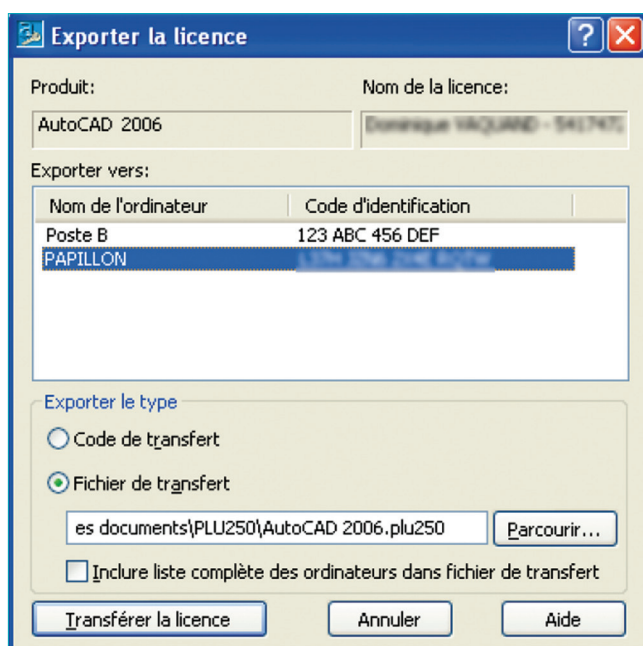 Exporter la licence
Produit:
Nom de la licence:
AutoCAD 2006
Exporter vers:
Nom de l'ordinateur
Code d'identification
Poste B
123 ABC 456 DEF
PAPILLON
Exporter le type
Code de transfert
Fichier de transfert
es documents\PLU250\AutoCAD 2006.plu250
Parcourir...
Inclure liste complète des ordinateurs dans fichier de transfert
Transférer la licence
Annuler
Aide